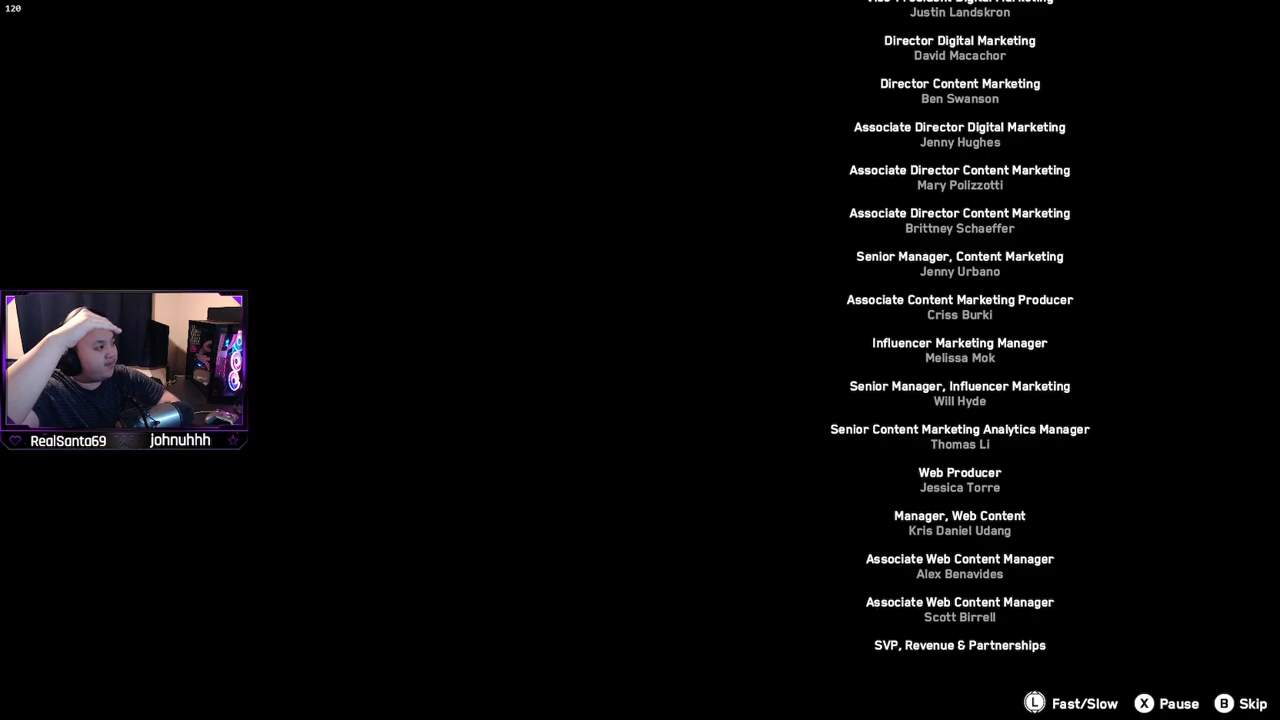 120
Justin Landskron
Director Digital Marketing
David Macachor
Director Content Marketing
Ben Swanson
Associate Director Digital Marketing
Jenny Hughes
Associate Director Content Marketing
Mary Polizzotti
Associate Director Content Marketing
Brittney Schaeffer
Senior Manager, Content Marketing
Jenny Urbano
Associate Content Marketing Producer
Criss Burki
Influencer Marketing Manager
Melissa Mok
Senior Manager, Influencer Marketing
Will Hyde
Senior Content Marketing Analytics Manager
Thomas Li
Web Producer
Jessica Torre
Manager, Web Content
Kris Daniel Udang
Associate Web Content Manager
Alex Benavides
Associate Web Content Manager
Scott Birrell
SVP, Revenue & Partnerships
RealSanta69 johnuhhh
L Fast/Slow X Pause B Skip